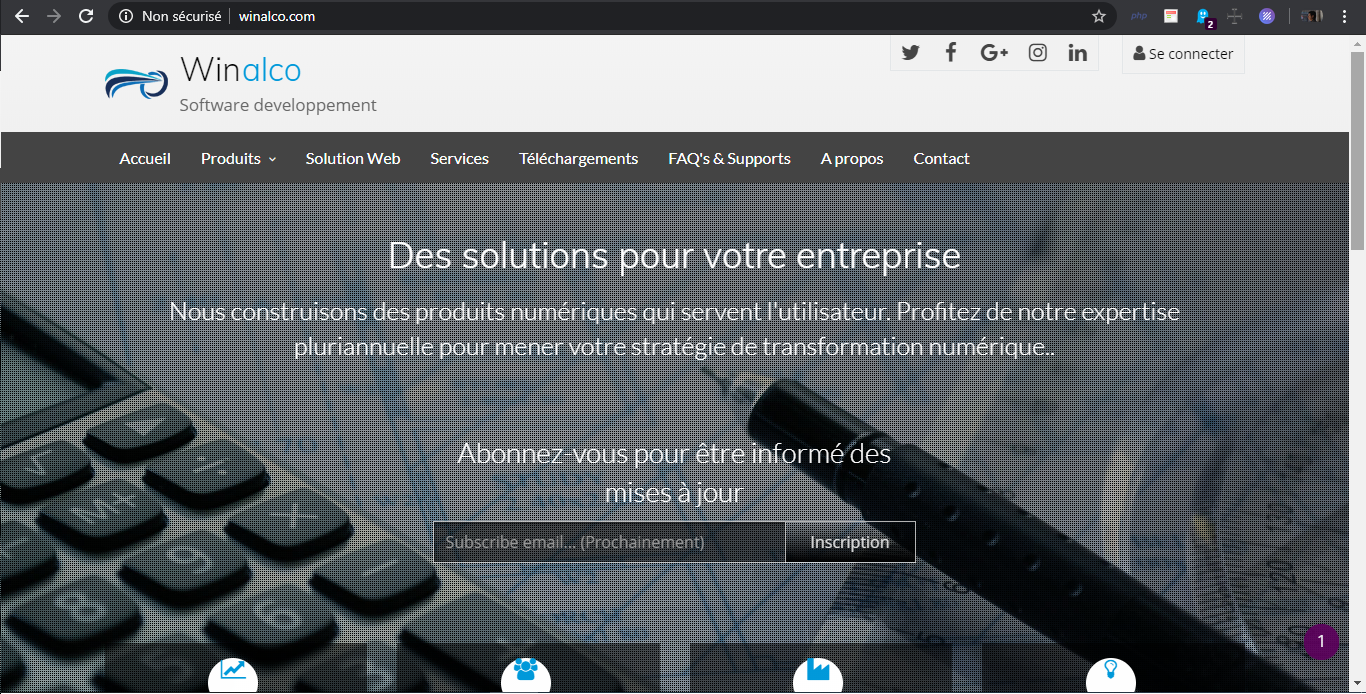 Non sécurisé winalco.com
php
2
Winalco
Se connecter
Software developpement
Accueil Produits Solution Web Services Téléchargements FAQ's & Supports A propos Contact
Des solutions pour votre entreprise
Nous construisons des produits numériques qui servent l'utilisateur. Profitez de notre expertise
pluriannuelle pour mener votre stratégie de transformation numérique..
Abonnez-vous pour être informé des
mises à jour
Subscribe email... (Prochainement) Inscription
√ %
M+ X
9
8 6
1